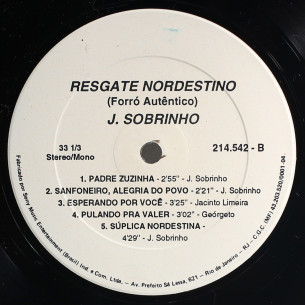 RESGATE NORDESTINO
(Forró Autêntico)
J. SOBRINHO
33 1/3
Stereo/Mono
214.542 - B
1. PADRE ZUZINHA - 2'55" - J. Sobrinho
2. SANFONEIRO, ALEGRIA DO POVO - 2'21" - J. Sobrinho
3. ESPERANDO POR VOCÊ - 3'25" - Jacinto Limeira
4. PULANDO PRA VALER - 3'02" - Geórgeto
5. SÚPLICA NORDESTINA -
4'29" - J. Sobrinho
Fabricado por Sony Music Entertainment (Brasil) Ind. e Com. Ltda. - Av. Prefeito Sá Lessa, 621 - Rio de Janeiro - RJ - C.G.C. (MF) 43.203.520/0001-04